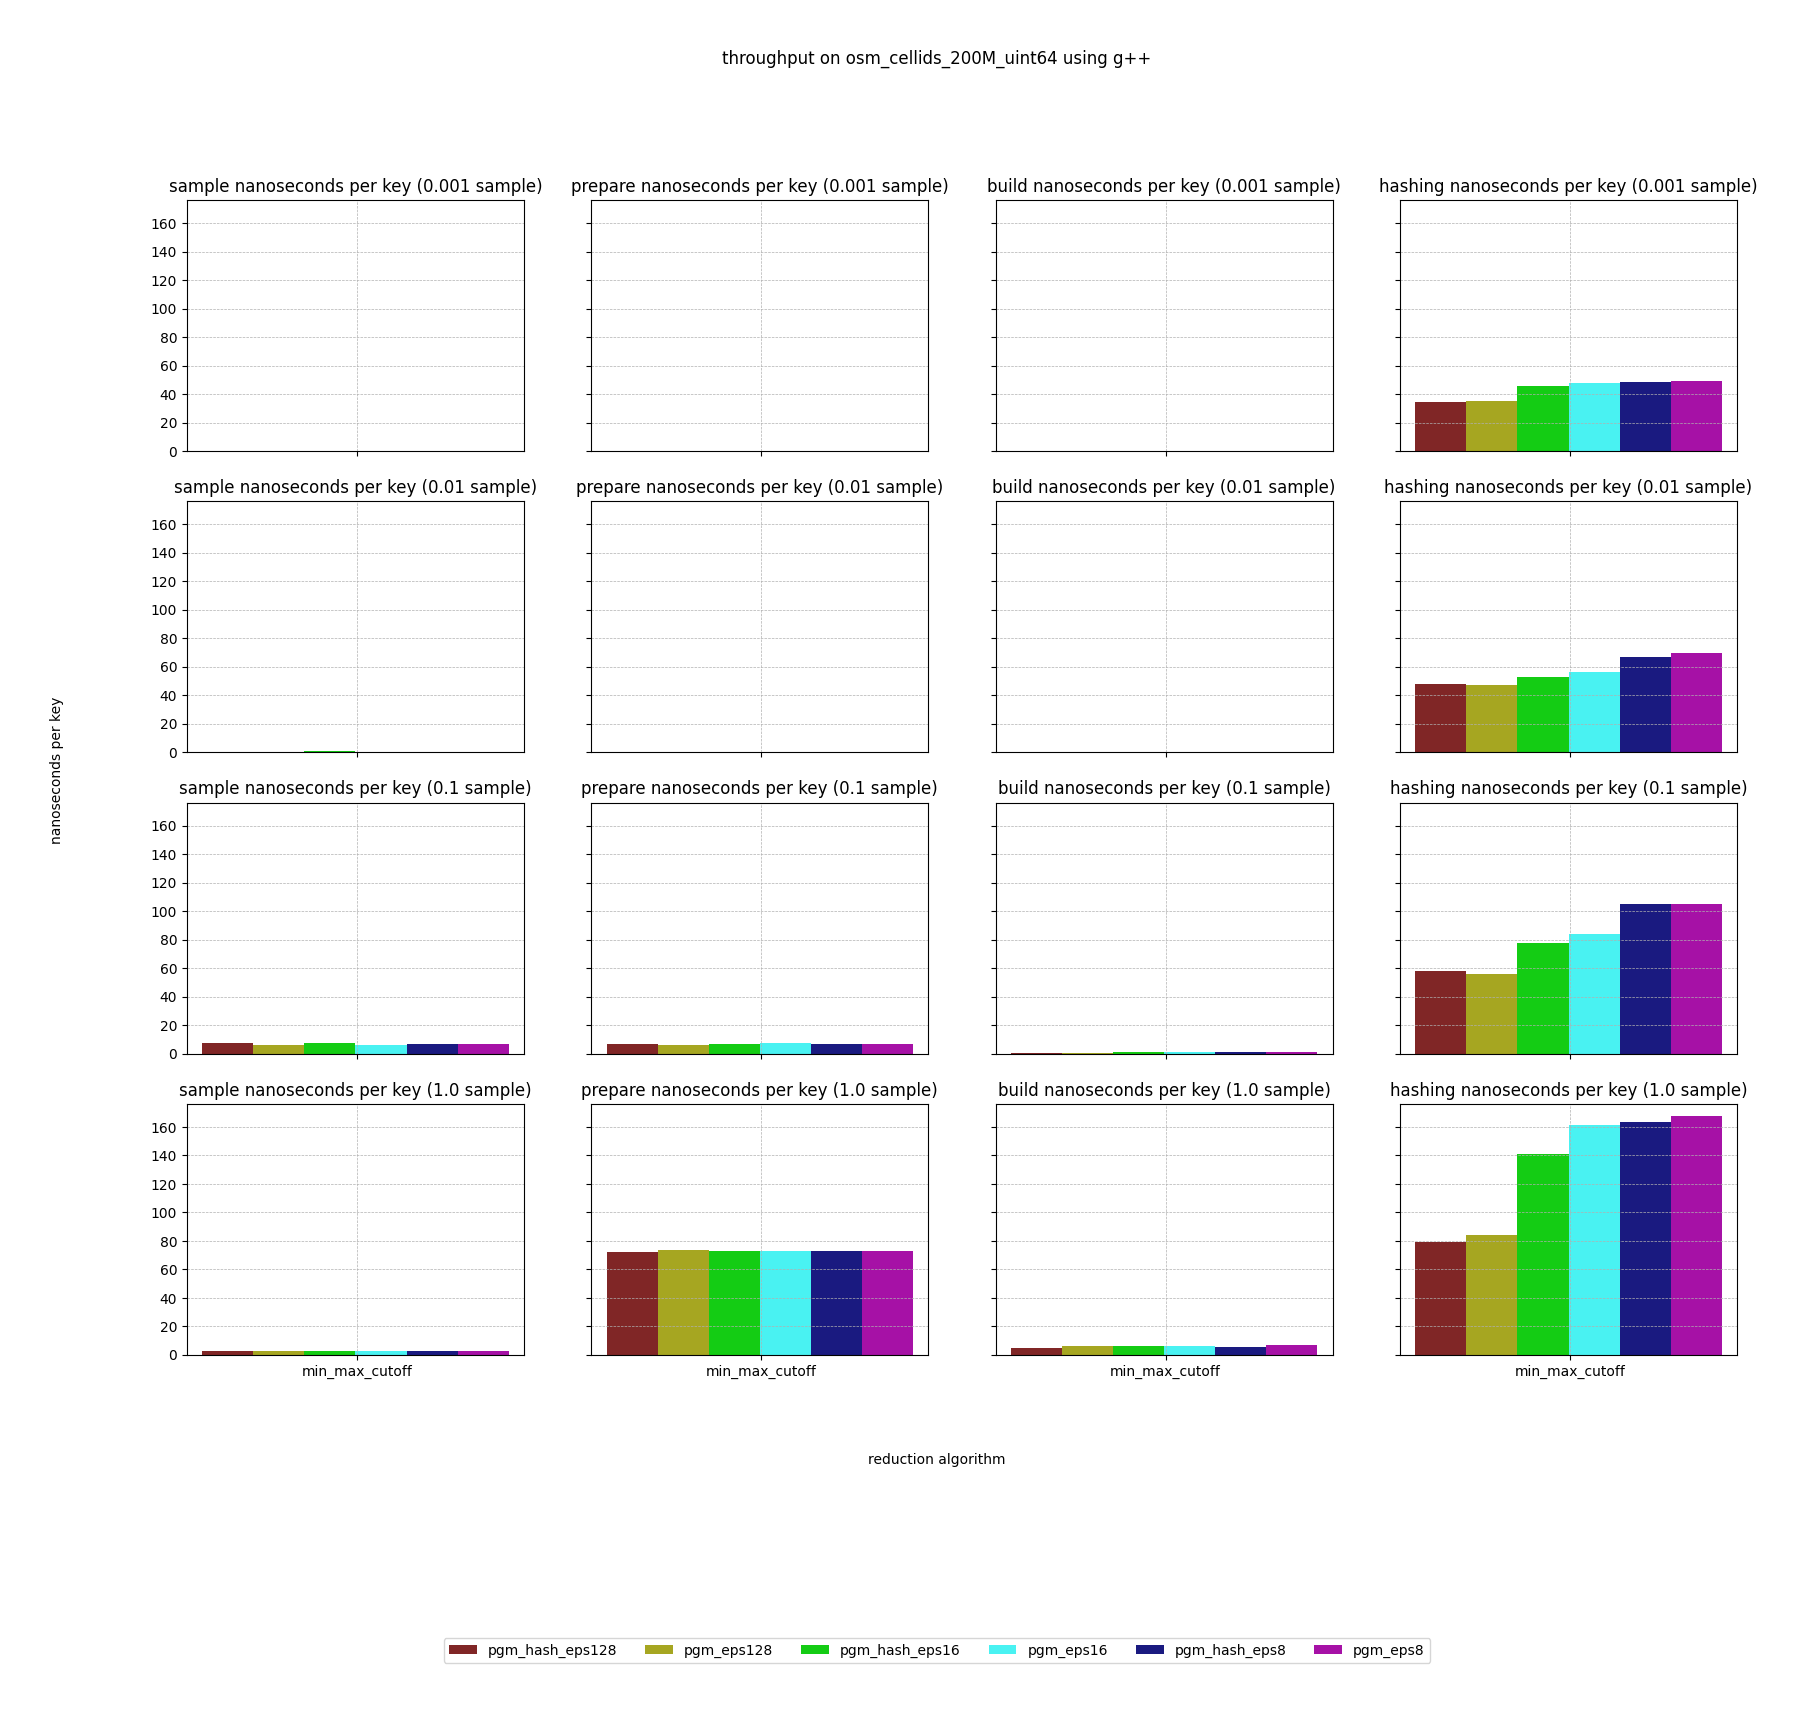 throughput on osm_cellids_200M_uint64 using g++
sample nanoseconds per key (0.001 sample)
prepare nanoseconds per key (0.001 sample)
build nanoseconds per key (0.001 sample)
hashing nanoseconds per key (0.001 sample)
160
140
120
100
80
60
40
20
0
sample nanoseconds per key (0.01 sample)
prepare nanoseconds per key (0.01 sample)
build nanoseconds per key (0.01 sample)
hashing nanoseconds per key (0.01 sample)
160
140
120
100
80
60
40
20
0
nanoseconds per key
sample nanoseconds per key (0.1 sample)
prepare nanoseconds per key (0.1 sample)
build nanoseconds per key (0.1 sample)
hashing nanoseconds per key (0.1 sample)
160
140
120
100
80
60
40
20
0
sample nanoseconds per key (1.0 sample)
prepare nanoseconds per key (1.0 sample)
build nanoseconds per key (1.0 sample)
hashing nanoseconds per key (1.0 sample)
160
140
120
100
80
60
40
20
0
min_max_cutoff
min_max_cutoff
min_max_cutoff
min_max_cutoff
reduction algorithm
pgm_hash_eps128
pgm_eps128
pgm_hash_eps16
pgm_eps16
pgm_hash_eps8
pgm_eps8